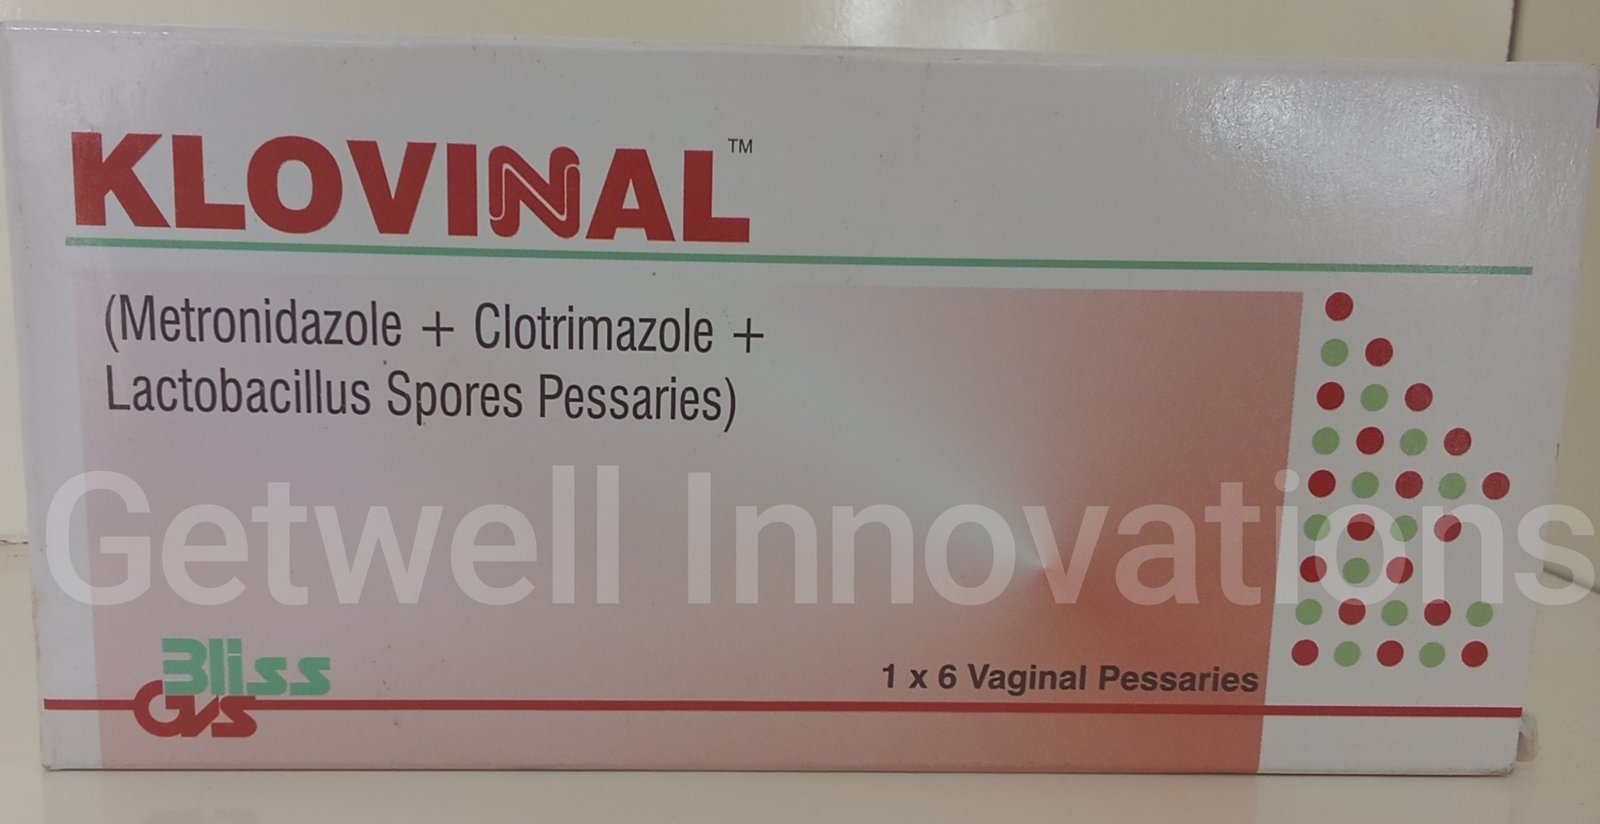 KLOVINAL™
(Metronidazole + Clotrimazole +
Lactobacillus Spores Pessaries)
Getwell Innovations
Bliss
GVS
1 x 6 Vaginal Pessaries